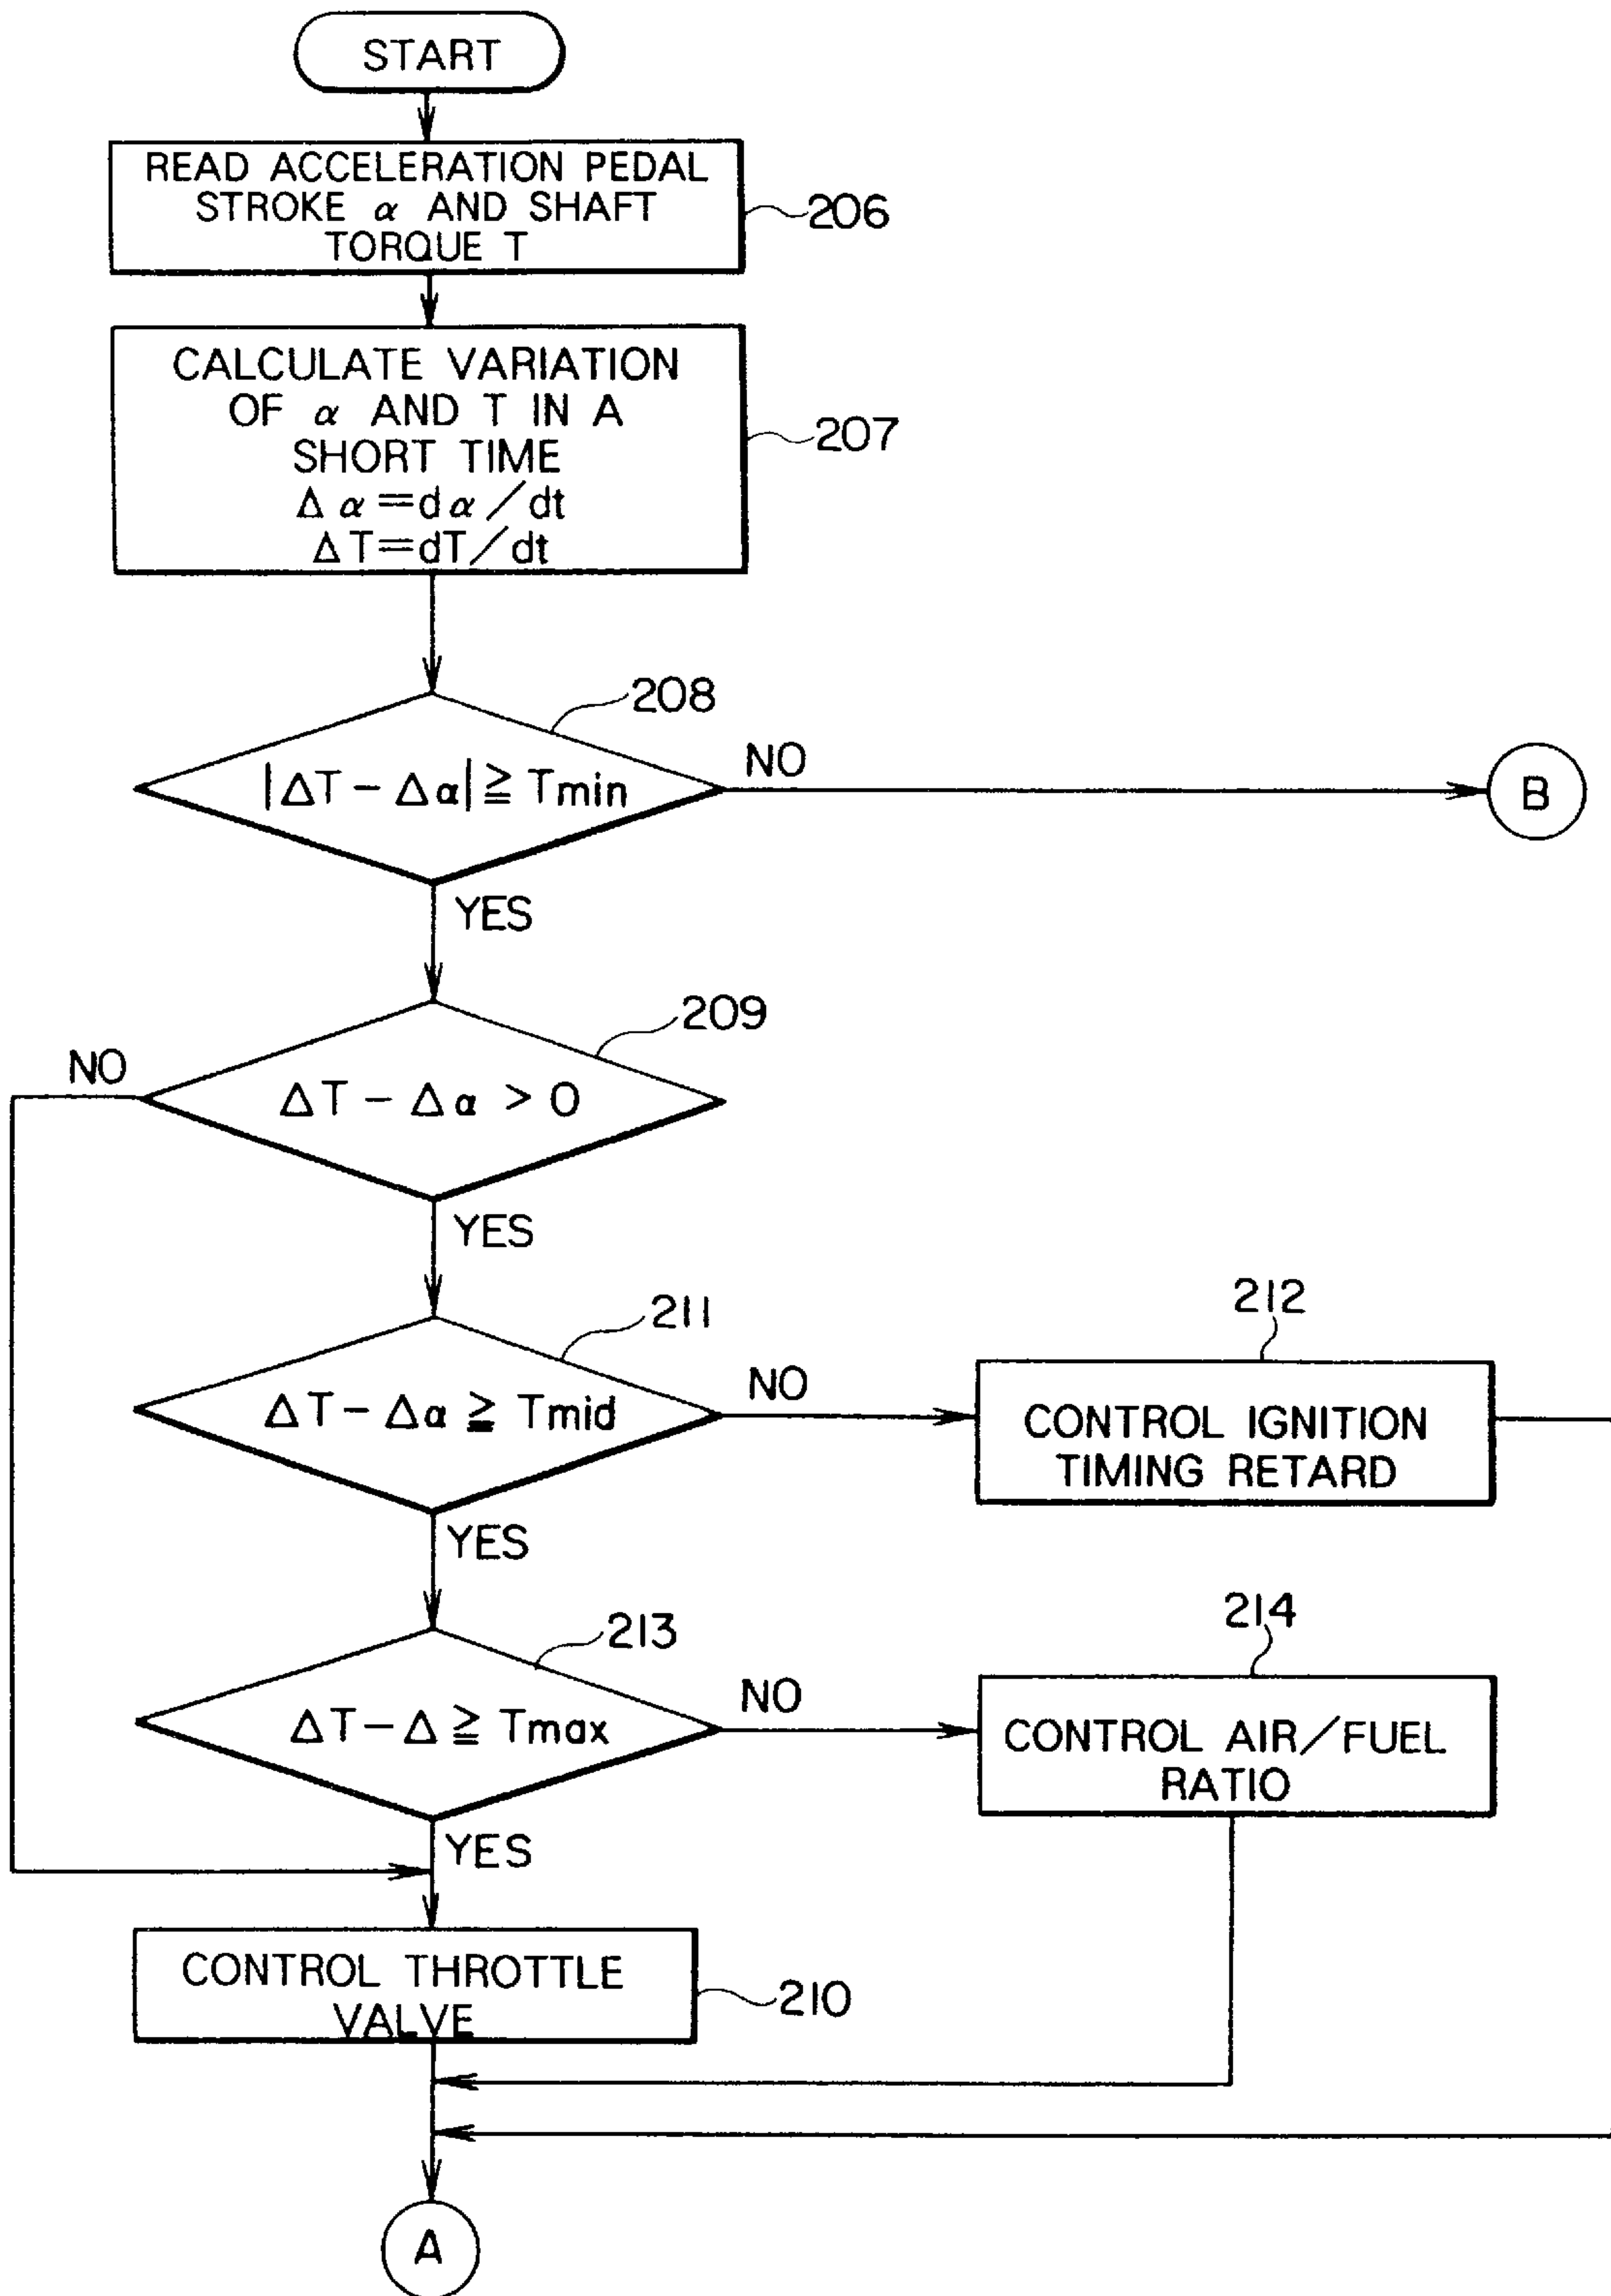 START
READ ACCELERATION PEDAL
STROKE α AND SHAFT
TORQUE T
206
CALCULATE VARIATION
OF α AND T IN A
SHORT TIME
Δα=dα/dt
ΔT=dT/dt
207
208
|ΔT-Δα|≧Tmin
NO
B
YES
209
NO
ΔT-Δα>0
YES
211
ΔT-Δα≧Tmid
NO
212
CONTROL IGNITION
TIMING RETARD
YES
213
ΔT-Δ≧Tmax
NO
214
CONTROL AIR/FUEL
RATIO
YES
CONTROL THROTTLE
VALVE
210
A